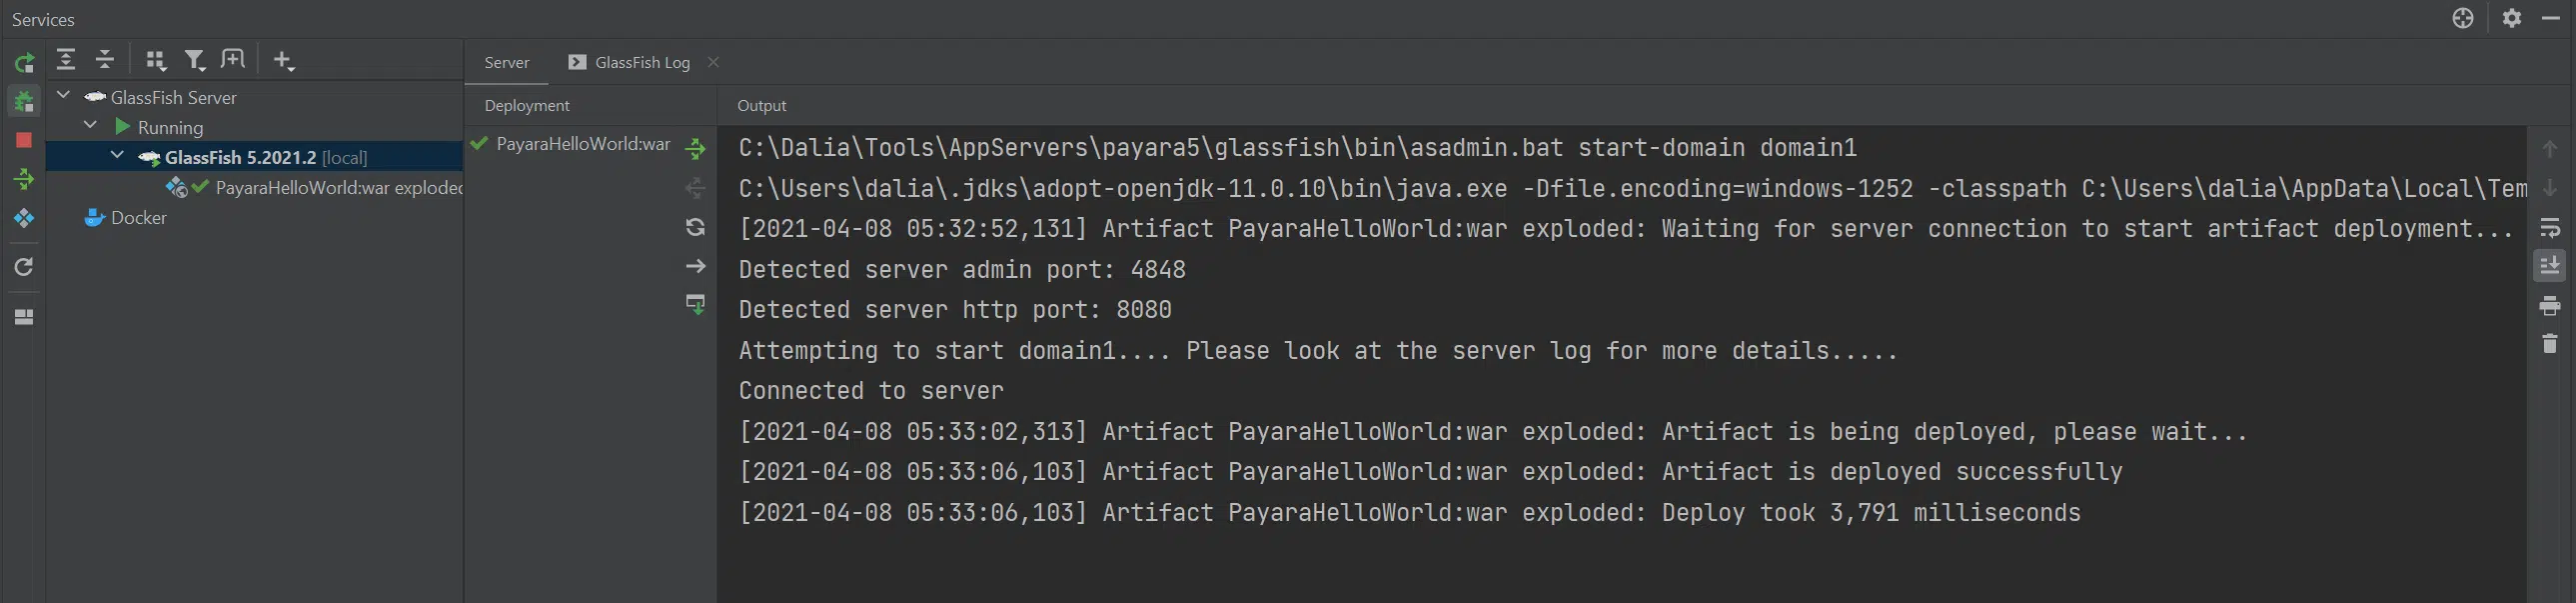 Services
GlassFish Server
Running
GlassFish 5.2021.2 [local]
PayaraHelloWorld:war exploded
Docker
Server
GlassFish Log
Deployment
Output
PayaraHelloWorld:war
C:\Dalia\Tools\AppServers\payara5\glassfish\bin\asadmin.bat start-domain domain1
C:\Users\dalia\.jdks\adopt-openjdk-11.0.10\bin\java.exe -Dfile.encoding=windows-1252 -classpath C:\Users\dalia\AppData\Local\Tem
[2021-04-08 05:32:52,131] Artifact PayaraHelloWorld:war exploded: Waiting for server connection to start artifact deployment...
Detected server admin port: 4848
Detected server http port: 8080
Attempting to start domain1.... Please look at the server log for more details.....
Connected to server
[2021-04-08 05:33:02,313] Artifact PayaraHelloWorld:war exploded: Artifact is being deployed, please wait...
[2021-04-08 05:33:06,103] Artifact PayaraHelloWorld:war exploded: Artifact is deployed successfully
[2021-04-08 05:33:06,103] Artifact PayaraHelloWorld:war exploded: Deploy took 3,791 milliseconds